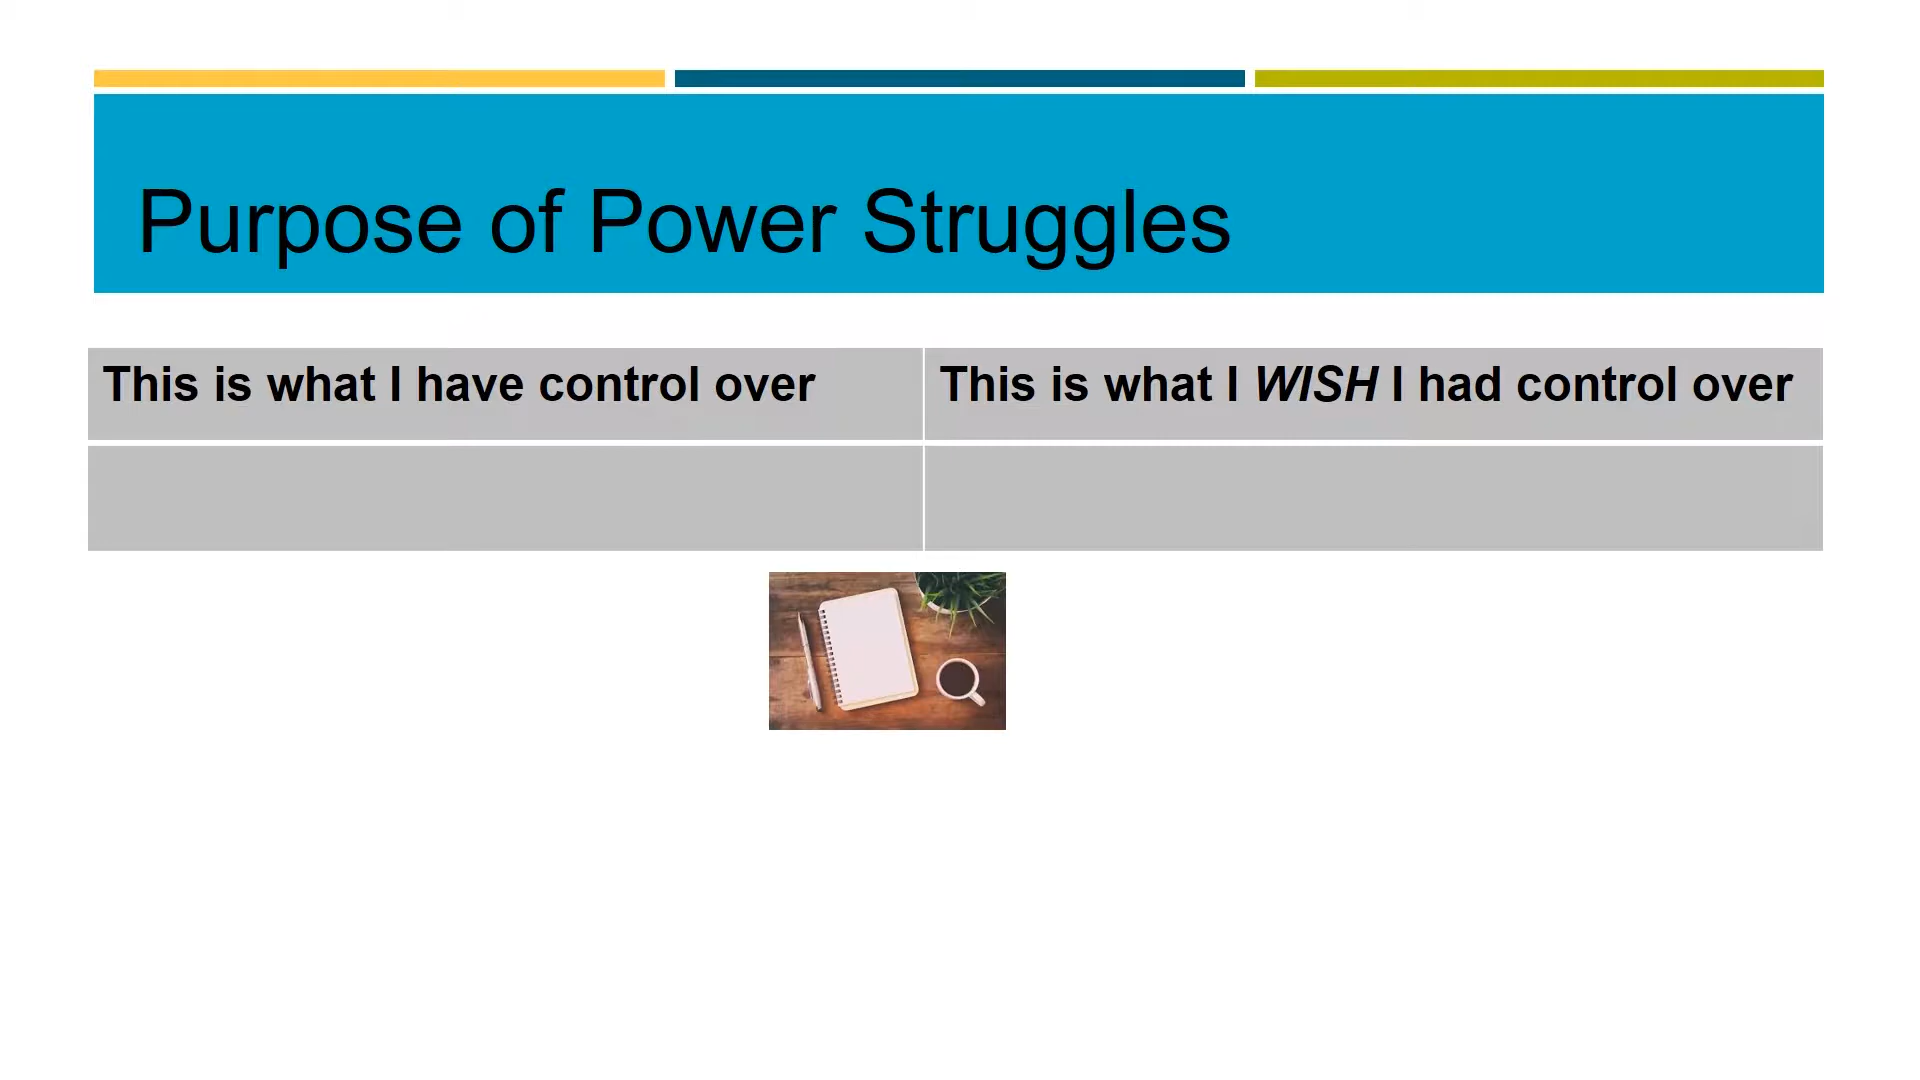 Purpose of Power Struggles
This is what I have control over
This is what I WISH I had control over